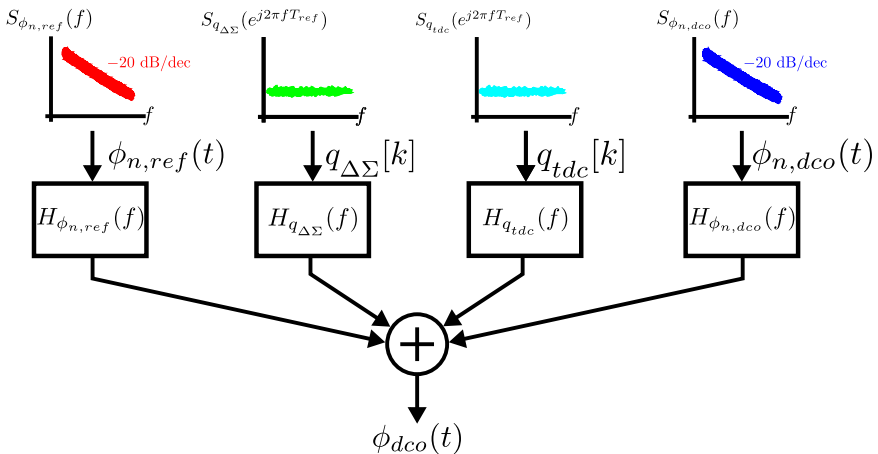 S_{ϕ_{n,ref}}(f) S_{q_{ΔΣ}}(e^{j2πfT_{ref}}) S_{q_{tdc}}(e^{j2πfT_{ref}}) S_{ϕ_{n,dco}}(f)
−20 dB/dec −20 dB/dec
f f f f
ϕ_{n,ref}(t) q_{ΔΣ}[k] q_{tdc}[k] ϕ_{n,dco}(t)
H_{ϕ_{n,ref}}(f) H_{q_{ΔΣ}}(f) H_{q_{tdc}}(f) H_{ϕ_{n,dco}}(f)
+
ϕ_{dco}(t)